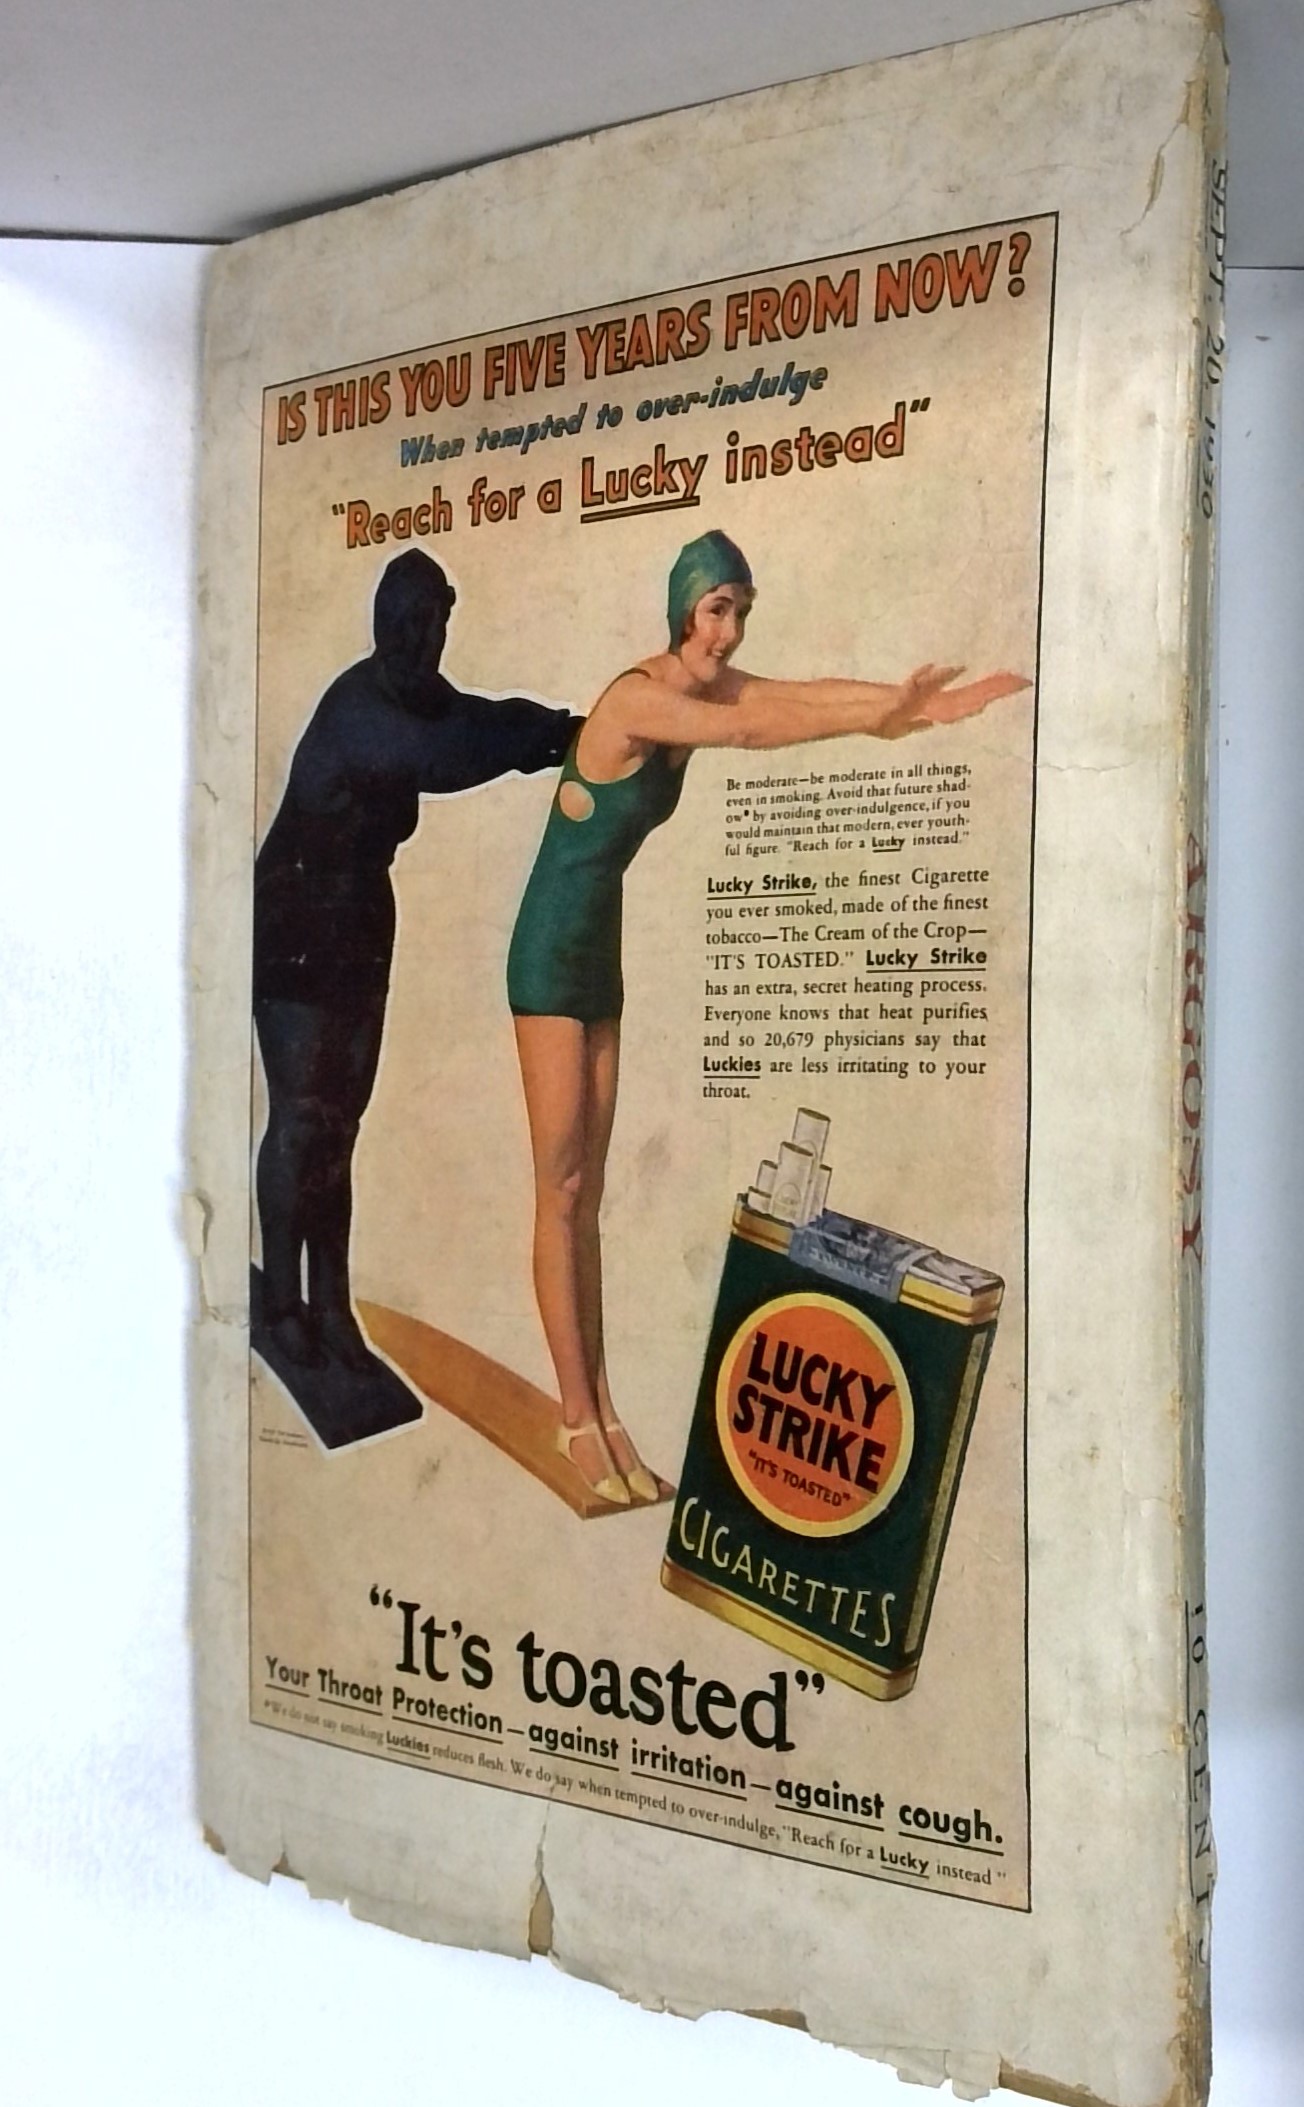 IS THIS YOU FIVE YEARS FROM NOW?
When tempted to over-indulge
"Reach for a Lucky instead"
Be moderate—be moderate in all things,
even in smoking. Avoid that future shad-
ow* by avoiding over-indulgence, if you
would maintain that modern, ever youth-
ful figure. "Reach for a Lucky instead."
Lucky Strike, the finest Cigarette
you ever smoked, made of the finest
tobacco—The Cream of the Crop—
"IT'S TOASTED." Lucky Strike
has an extra, secret heating process.
Everyone knows that heat purifies
and so 20,679 physicians say that
Luckies are less irritating to your
throat.
LUCKY
STRIKE
"IT'S TOASTED"
CIGARETTES
"It's toasted"
Your Throat Protection—against irritation—against cough.
*We do not say smoking Luckies reduces flesh. We do say when tempted to over-indulge, "Reach for a Lucky instead"
SEPT. 20 1930
ARGOSY
10 CENTS